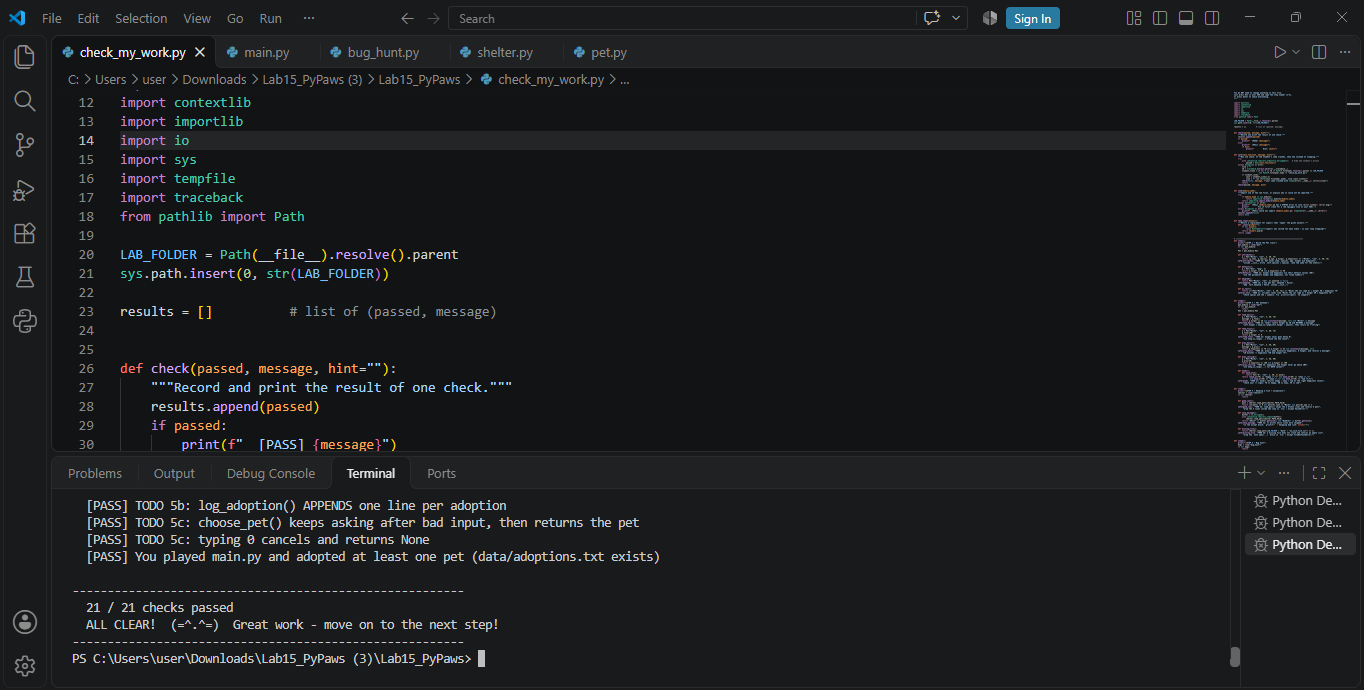 File Edit Selection View Go Run ··· Search Sign In
check_my_work.py main.py bug_hunt.py shelter.py pet.py
C: > Users > user > Downloads > Lab15_PyPaws (3) > Lab15_PyPaws > check_my_work.py > ...
12 import contextlib
13 import importlib
14 import io
15 import sys
16 import tempfile
17 import traceback
18 from pathlib import Path
19
20 LAB_FOLDER = Path(__file__).resolve().parent
21 sys.path.insert(0, str(LAB_FOLDER))
22
23 results = []          # list of (passed, message)
24
25
26 def check(passed, message, hint=""):
27     """Record and print the result of one check."""
28     results.append(passed)
29     if passed:
30         print(f"  [PASS] {message}")
Problems Output Debug Console Terminal Ports
[PASS] TODO 5b: log_adoption() APPENDS one line per adoption
[PASS] TODO 5c: choose_pet() keeps asking after bad input, then returns the pet
[PASS] TODO 5c: typing 0 cancels and returns None
[PASS] You played main.py and adopted at least one pet (data/adoptions.txt exists)
----------------------------------------------------
21 / 21 checks passed
ALL CLEAR!  (=^.^=)  Great work - move on to the next step!
----------------------------------------------------
PS C:\Users\user\Downloads\Lab15_PyPaws (3)\Lab15_PyPaws>
Python De...
Python De...
Python De...